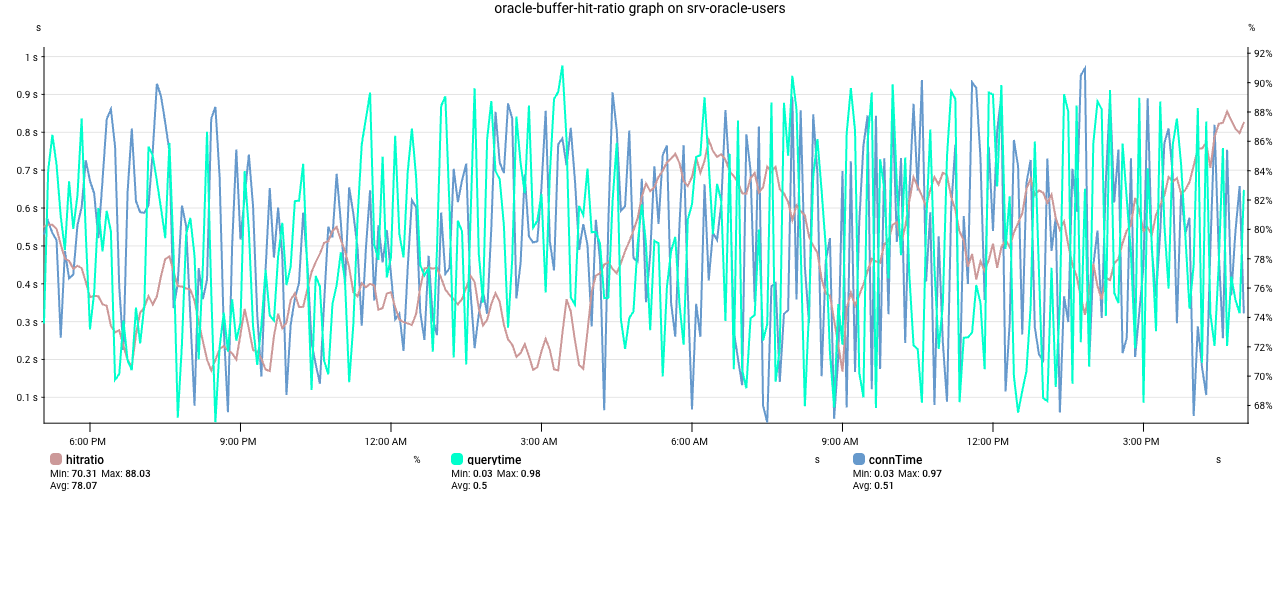 oracle-buffer-hit-ratio graph on srv-oracle-users
s %
1 s
0.9 s
0.8 s
0.7 s
0.6 s
0.5 s
0.4 s
0.3 s
0.2 s
0.1 s
92%
90%
88%
86%
84%
82%
80%
78%
76%
74%
72%
70%
68%
6:00 PM 9:00 PM 12:00 AM 3:00 AM 6:00 AM 9:00 AM 12:00 PM 3:00 PM
hitratio % querytime s connTime s
Min: 70.31 Max: 88.03 Min: 0.03 Max: 0.98 Min: 0.03 Max: 0.97
Avg: 78.07 Avg: 0.5 Avg: 0.51